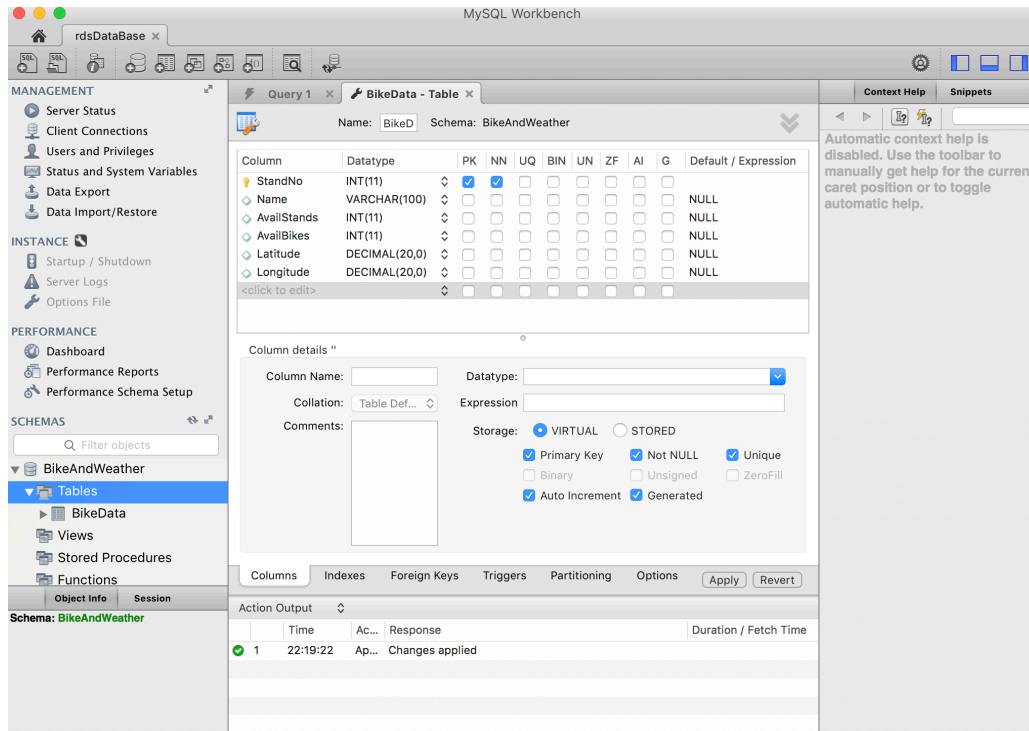 MySQL Workbench
rdsDataBase
SQL SQL
MANAGEMENT
Server Status
Client Connections
Users and Privileges
Status and System Variables
Data Export
Data Import/Restore
INSTANCE
Startup / Shutdown
Server Logs
Options File
PERFORMANCE
Dashboard
Performance Reports
Performance Schema Setup
SCHEMAS
Filter objects
BikeAndWeather
Tables
BikeData
Views
Stored Procedures
Functions
Object Info Session
Schema: BikeAndWeather
Query 1 BikeData - Table
Name: BikeD Schema: BikeAndWeather
Column Datatype PK NN UQ BIN UN ZF AI G Default / Expression
StandNo INT(11)
Name VARCHAR(100) NULL
AvailStands INT(11) NULL
AvailBikes INT(11) NULL
Latitude DECIMAL(20,0) NULL
Longitude DECIMAL(20,0) NULL
<click to edit>
Column details ''
Column Name: Datatype:
Collation: Table Def... Expression
Comments: Storage: VIRTUAL STORED
Primary Key Not NULL Unique
Binary Unsigned ZeroFill
Auto Increment Generated
Columns Indexes Foreign Keys Triggers Partitioning Options Apply Revert
Action Output
Time Ac... Response Duration / Fetch Time
1 22:19:22 Ap... Changes applied
Context Help Snippets
Automatic context help is
disabled. Use the toolbar to
manually get help for the curren
caret position or to toggle
automatic help.